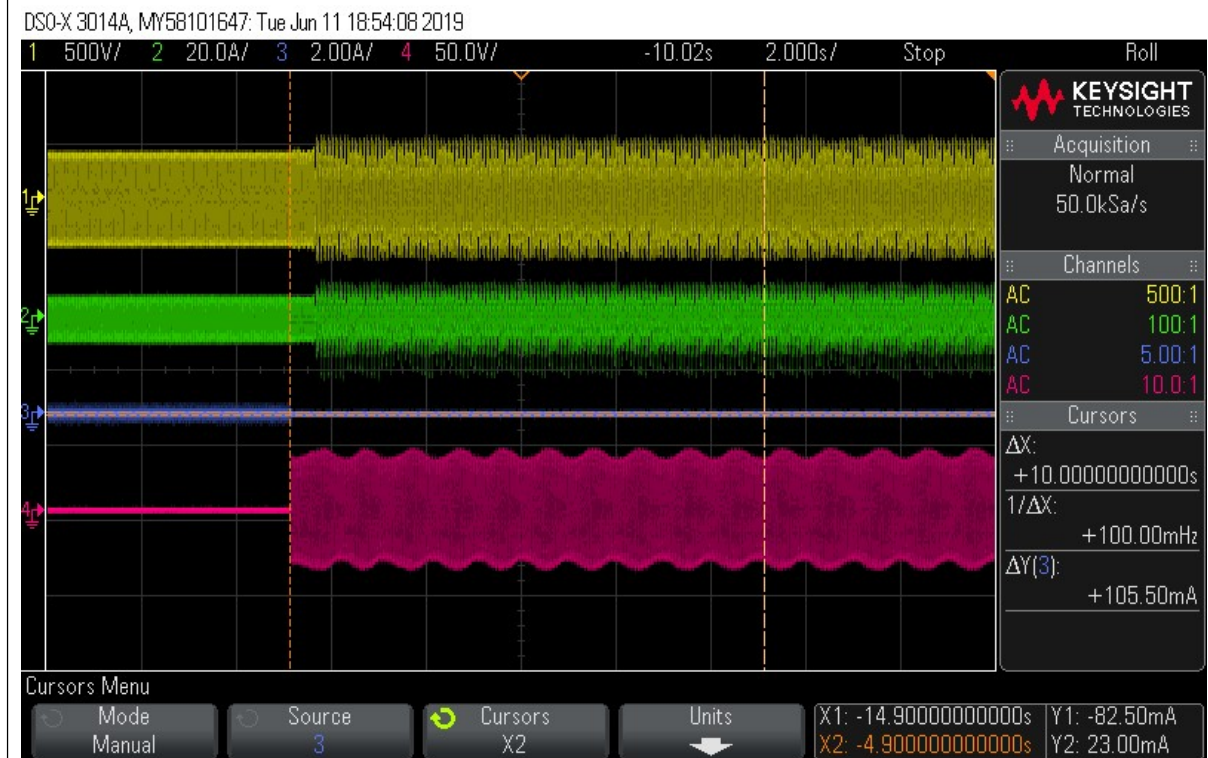 DSO-X 3014A, MY58101647: Tue Jun 11 18:54:08 2019
1 500V/ 2 20.0A/ 3 2.00A/ 4 50.0V/ -10.02s 2.000s/ Stop Roll
KEYSIGHT
TECHNOLOGIES
Acquisition
Normal
50.0kSa/s
Channels
AC 500:1
AC 100:1
AC 5.00:1
AC 10.0:1
Cursors
ΔX:
+10.00000000000s
1/ΔX:
+100.00mHz
ΔY(3):
+105.50mA
1
2
3
4
Cursors Menu
Mode
Manual
Source
3
Cursors
X2
Units
X1: -14.90000000000s Y1: -82.50mA
X2: -4.900000000000s Y2: 23.00mA